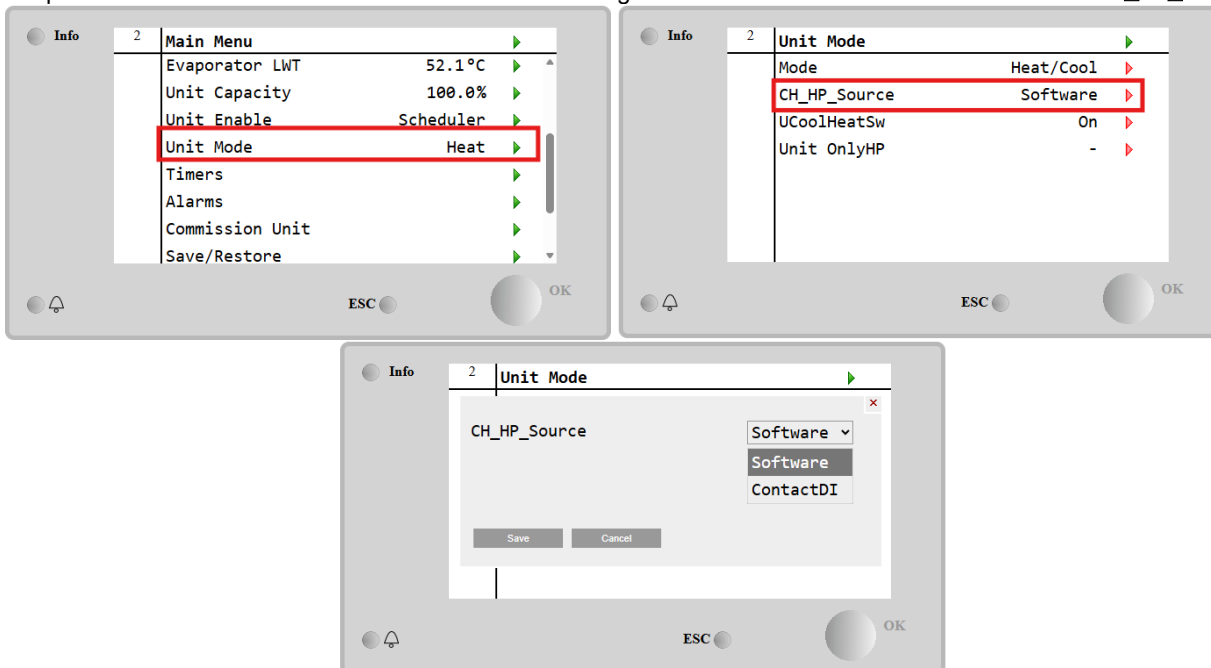 Info
2 Main Menu
Evaporator LWT 52.1°C
Unit Capacity 100.0%
Unit Enable Scheduler
Unit Mode Heat
Timers
Alarms
Commission Unit
Save/Restore
ESC
OK
Info
2 Unit Mode
Mode Heat/Cool
CH_HP_Source Software
UCoolHeatSw On
Unit OnlyHP -
ESC
OK
Info
2 Unit Mode
CH_HP_Source Software
Software
ContactDI
Save Cancel
ESC
OK